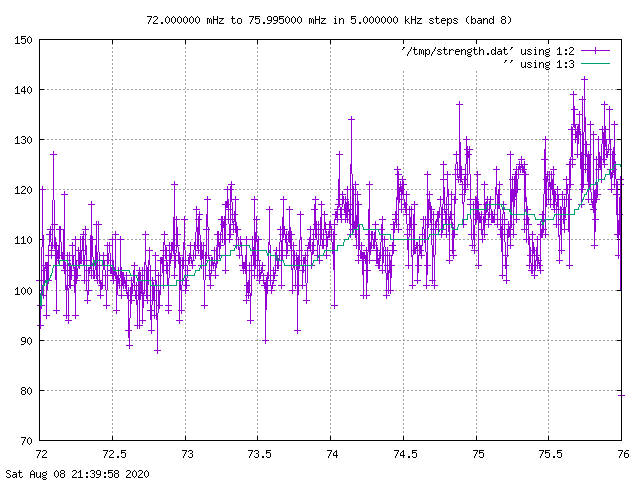 72.000000 mHz to 75.995000 mHz in 5.000000 kHz steps (band 8)
150
'/tmp/strength.dat' using 1:2
'' using 1:3
140
130
120
110
100
90
80
70
72 72.5 73 73.5 74 74.5 75 75.5 76
Sat Aug 08 21:39:58 2020